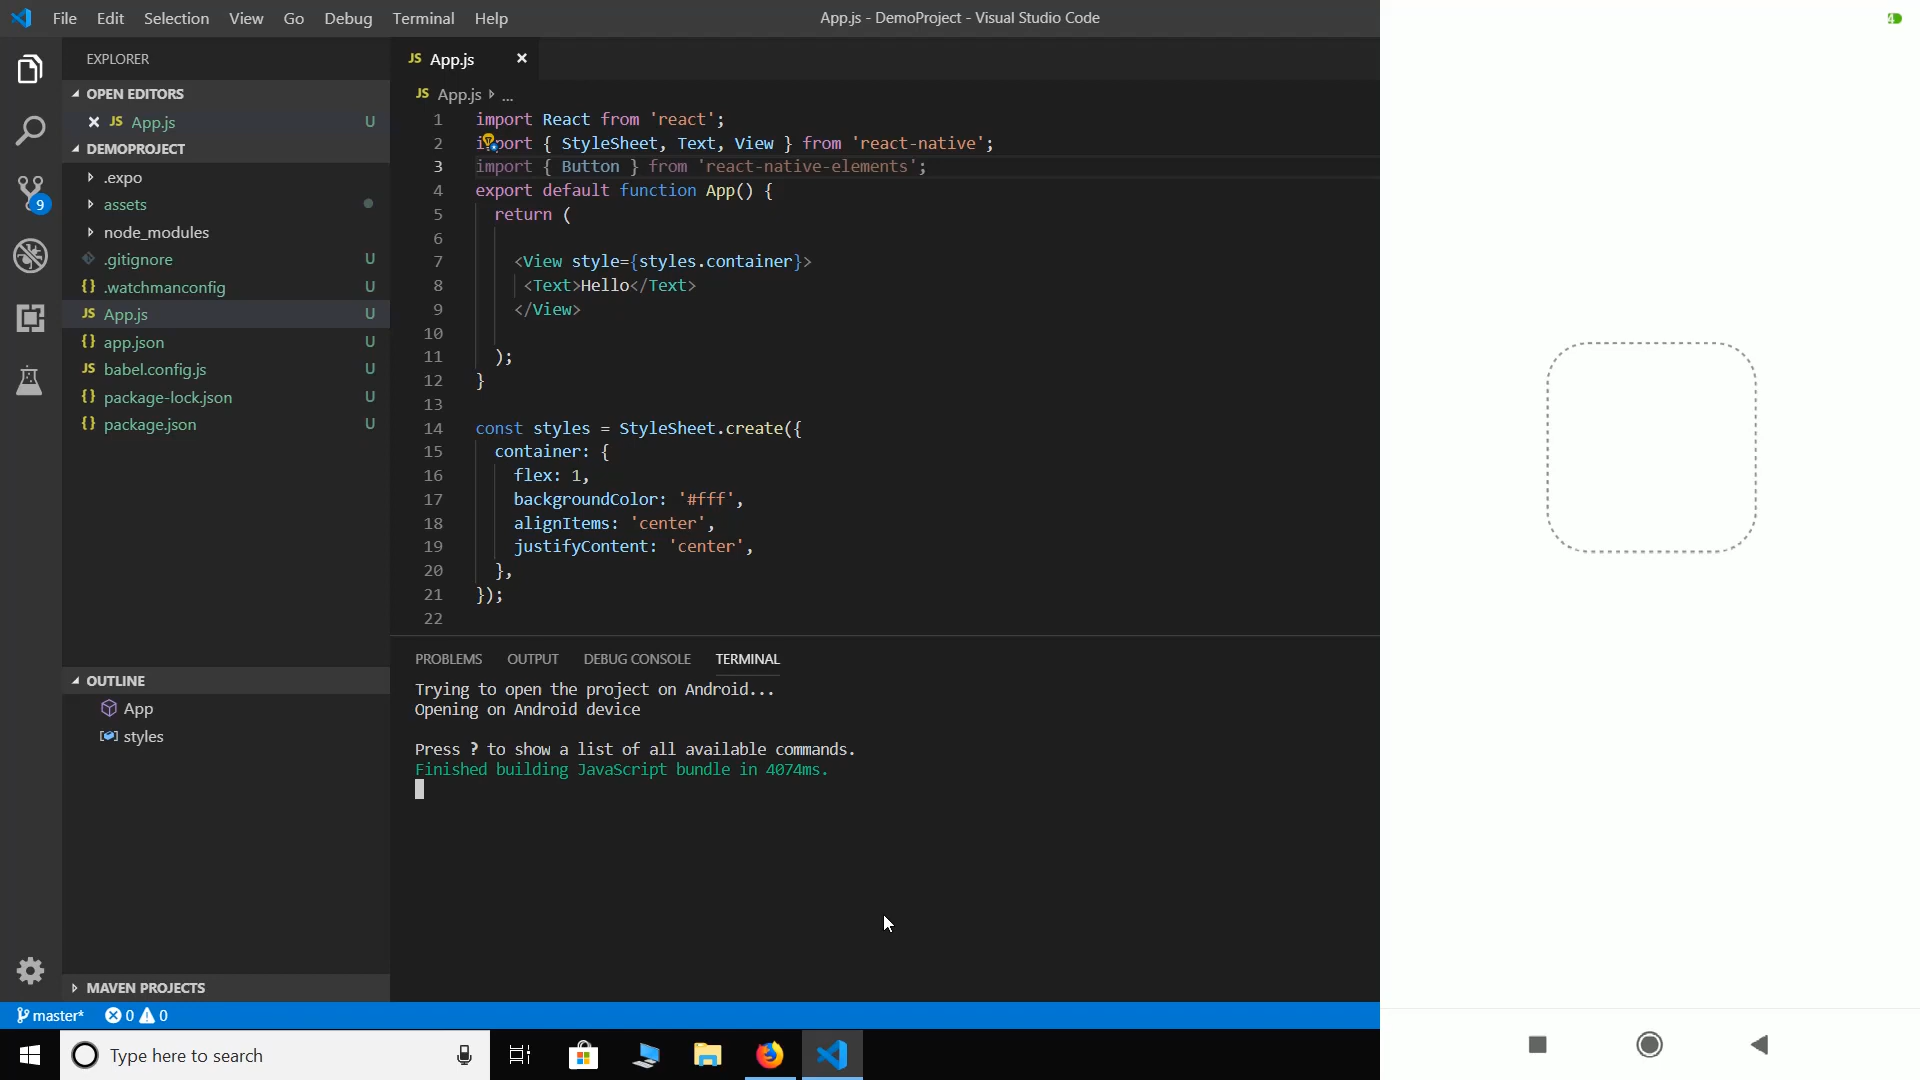 File Edit Selection View Go Debug Terminal Help
App.js - DemoProject - Visual Studio Code
EXPLORER
OPEN EDITORS
JS App.js U
DEMOPROJECT
.expo
assets
node_modules
.gitignore U
{} .watchmanconfig U
JS App.js U
{} app.json U
JS babel.config.js U
{} package-lock.json U
{} package.json U
OUTLINE
App
styles
MAVEN PROJECTS
JS App.js
JS App.js ...
1 import React from 'react';
2 import { StyleSheet, Text, View } from 'react-native';
3 import { Button } from 'react-native-elements';
4 export default function App() {
5 return (
6
7 <View style={styles.container}>
8 <Text>Hello</Text>
9 </View>
10
11 );
12 }
13
14 const styles = StyleSheet.create({
15 container: {
16 flex: 1,
17 backgroundColor: '#fff',
18 alignItems: 'center',
19 justifyContent: 'center',
20 },
21 });
22
PROBLEMS OUTPUT DEBUG CONSOLE TERMINAL
Trying to open the project on Android...
Opening on Android device
Press ? to show a list of all available commands.
Finished building JavaScript bundle in 4074ms.
9
master* 0 0
Type here to search